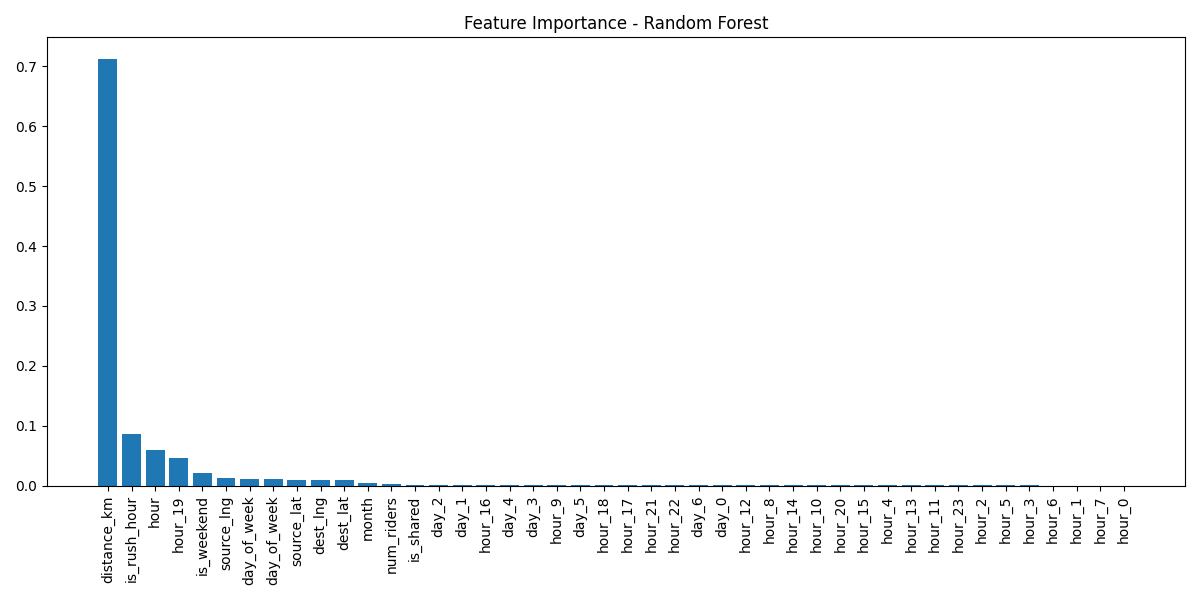 Feature Importance - Random Forest
0.7
0.6
0.5
0.4
0.3
0.2
0.1
0.0
distance_km
is_rush_hour
hour
hour_19
is_weekend
source_lng
day_of_week
day_of_week
source_lat
dest_lng
dest_lat
month
num_riders
is_shared
day_2
day_1
hour_16
day_4
day_3
hour_9
day_5
hour_18
hour_17
hour_21
hour_22
day_6
day_0
hour_12
hour_8
hour_14
hour_10
hour_20
hour_15
hour_4
hour_13
hour_11
hour_23
hour_2
hour_5
hour_3
hour_6
hour_1
hour_7
hour_0